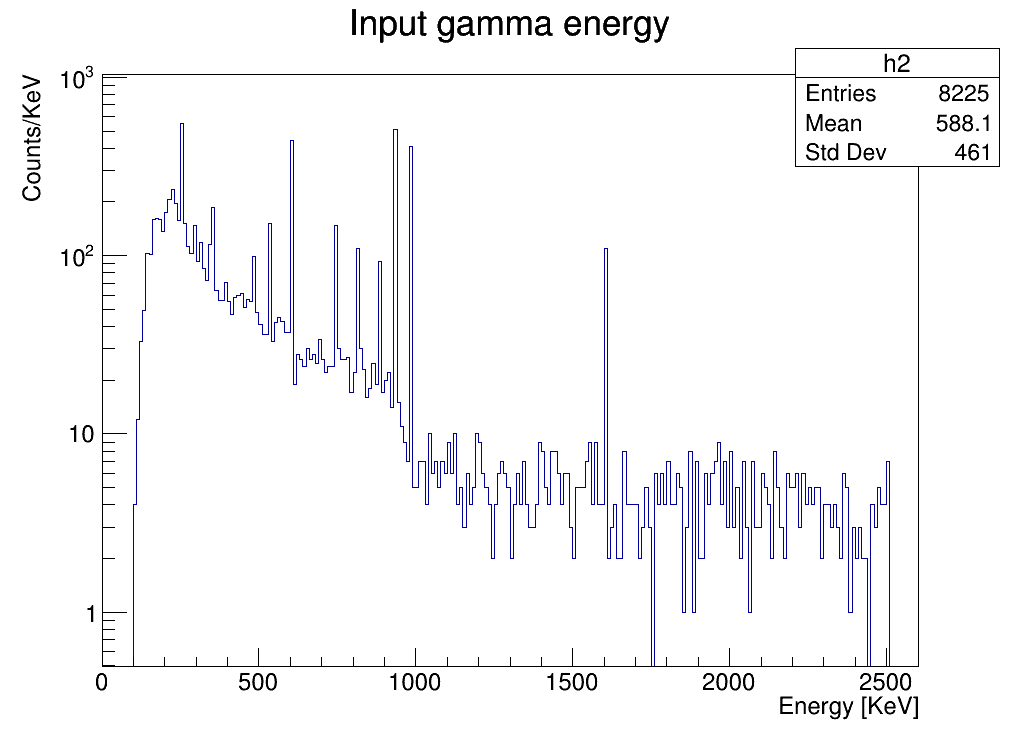 Input gamma energy
h2
Entries 8225
Mean 588.1
Std Dev 461
Counts/KeV
10³
10²
10
1
0 500 1000 1500 2000 2500
Energy [KeV]